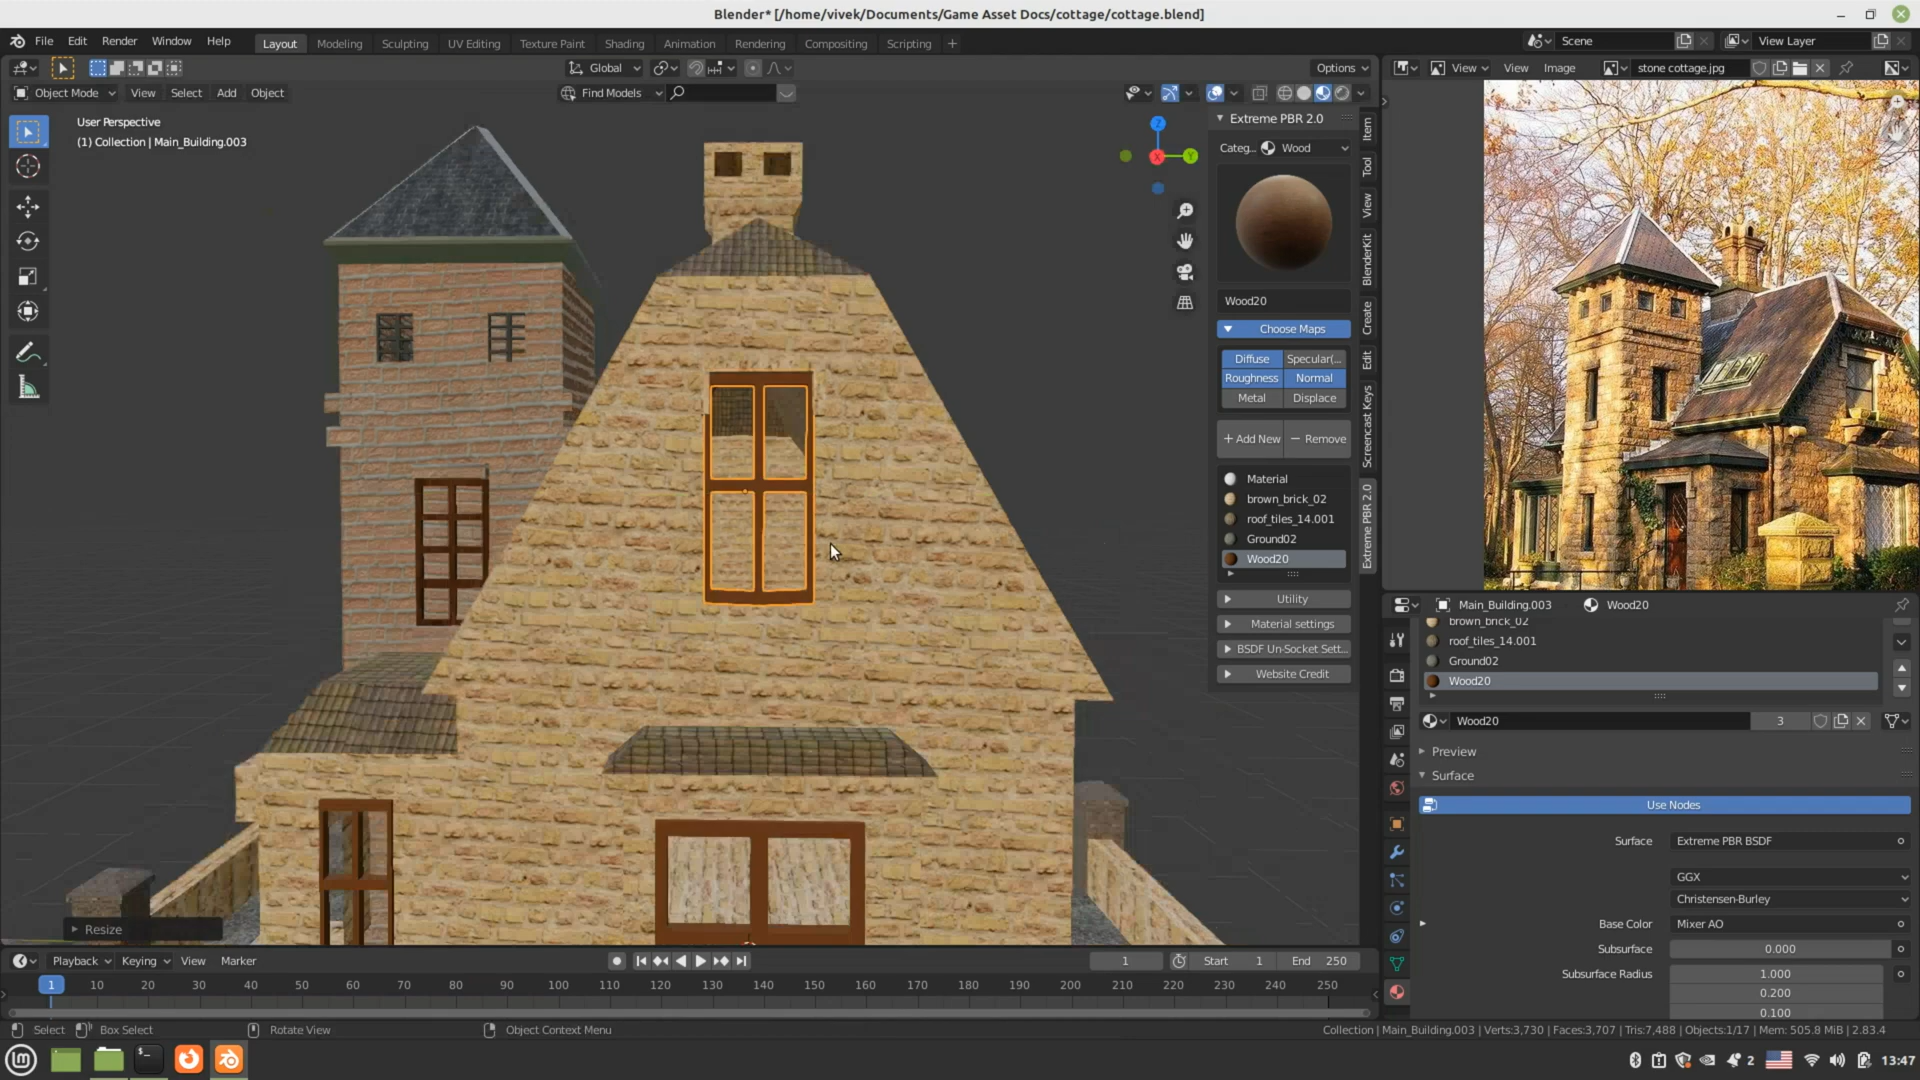 Blender* [/home/vivek/Documents/Game Asset Docs/cottage/cottage.blend]
File Edit Render Window Help Layout Modeling Sculpting UV Editing Texture Paint Shading Animation Rendering Compositing Scripting + Scene View Layer
Global Options View View Image stone cottage.jpg
Object Mode View Select Add Object Find Models
User Perspective
(1) Collection | Main_Building.003
Z
X
Y
Extreme PBR 2.0
Categ... Wood
Wood20
Choose Maps
Diffuse Specular(...
Roughness Normal
Metal Displace
+ Add New − Remove
Material
brown_brick_02
roof_tiles_14.001
Ground02
Wood20
Utility
Material settings
BSDF Un-Socket Sett...
Website Credit
Item
Tool
View
BlenderKit
Create
Edit
Screencast Keys
Extreme PBR 2.0
Main_Building.003 Wood20
brown_brick_02
roof_tiles_14.001
Ground02
Wood20
Wood20 3
Preview
Surface
Use Nodes
Surface Extreme PBR BSDF
GGX
Christensen-Burley
Base Color Mixer AO
Subsurface 0.000
Subsurface Radius 1.000
0.200
0.100
Resize
Playback Keying View Marker 1 Start 1 End 250
1 10 20 30 40 50 60 70 80 90 100 110 120 130 140 150 160 170 180 190 200 210 220 230 240 250
Select Box Select Rotate View Object Context Menu Collection | Main_Building.003 | Verts:3,730 | Faces:3,707 | Tris:7,488 | Objects:1/17 | Mem: 505.8 MiB | 2.83.4
2 13:47